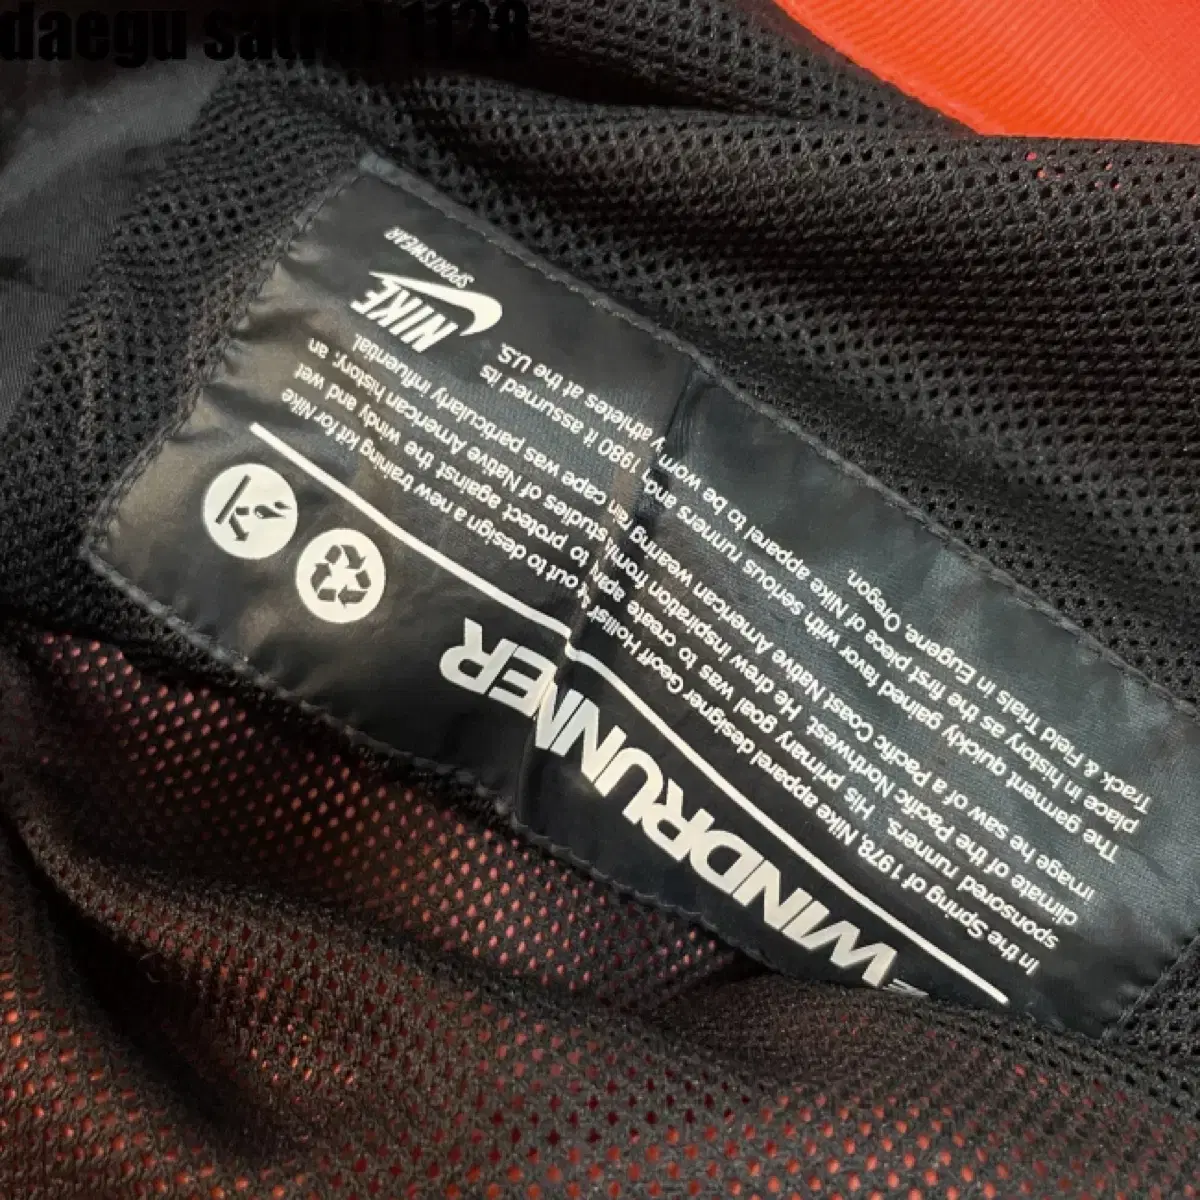 daegu satrn) 1128
WINDRUNNER
In the Spring of 1978 Nike apparel designer Geoff Hollister out to design a new training kit for Nike
sponsored runners. His primary goal was to create to protect against the windy and wet
climate of the Pacific Northwest. He drew inspiration from studies of Native American history; an
image he saw of a Pacific Coast Native American wearing rain cape was particularly influential.
The garment quickly gained favor with serious runners and, 1980 it assumed its
place in history as the first piece of Nike apparel to be worn athletes at the U.S.
Track & Field Trials in Eugene, Oregon.
NIKE
SPORTSWEAR